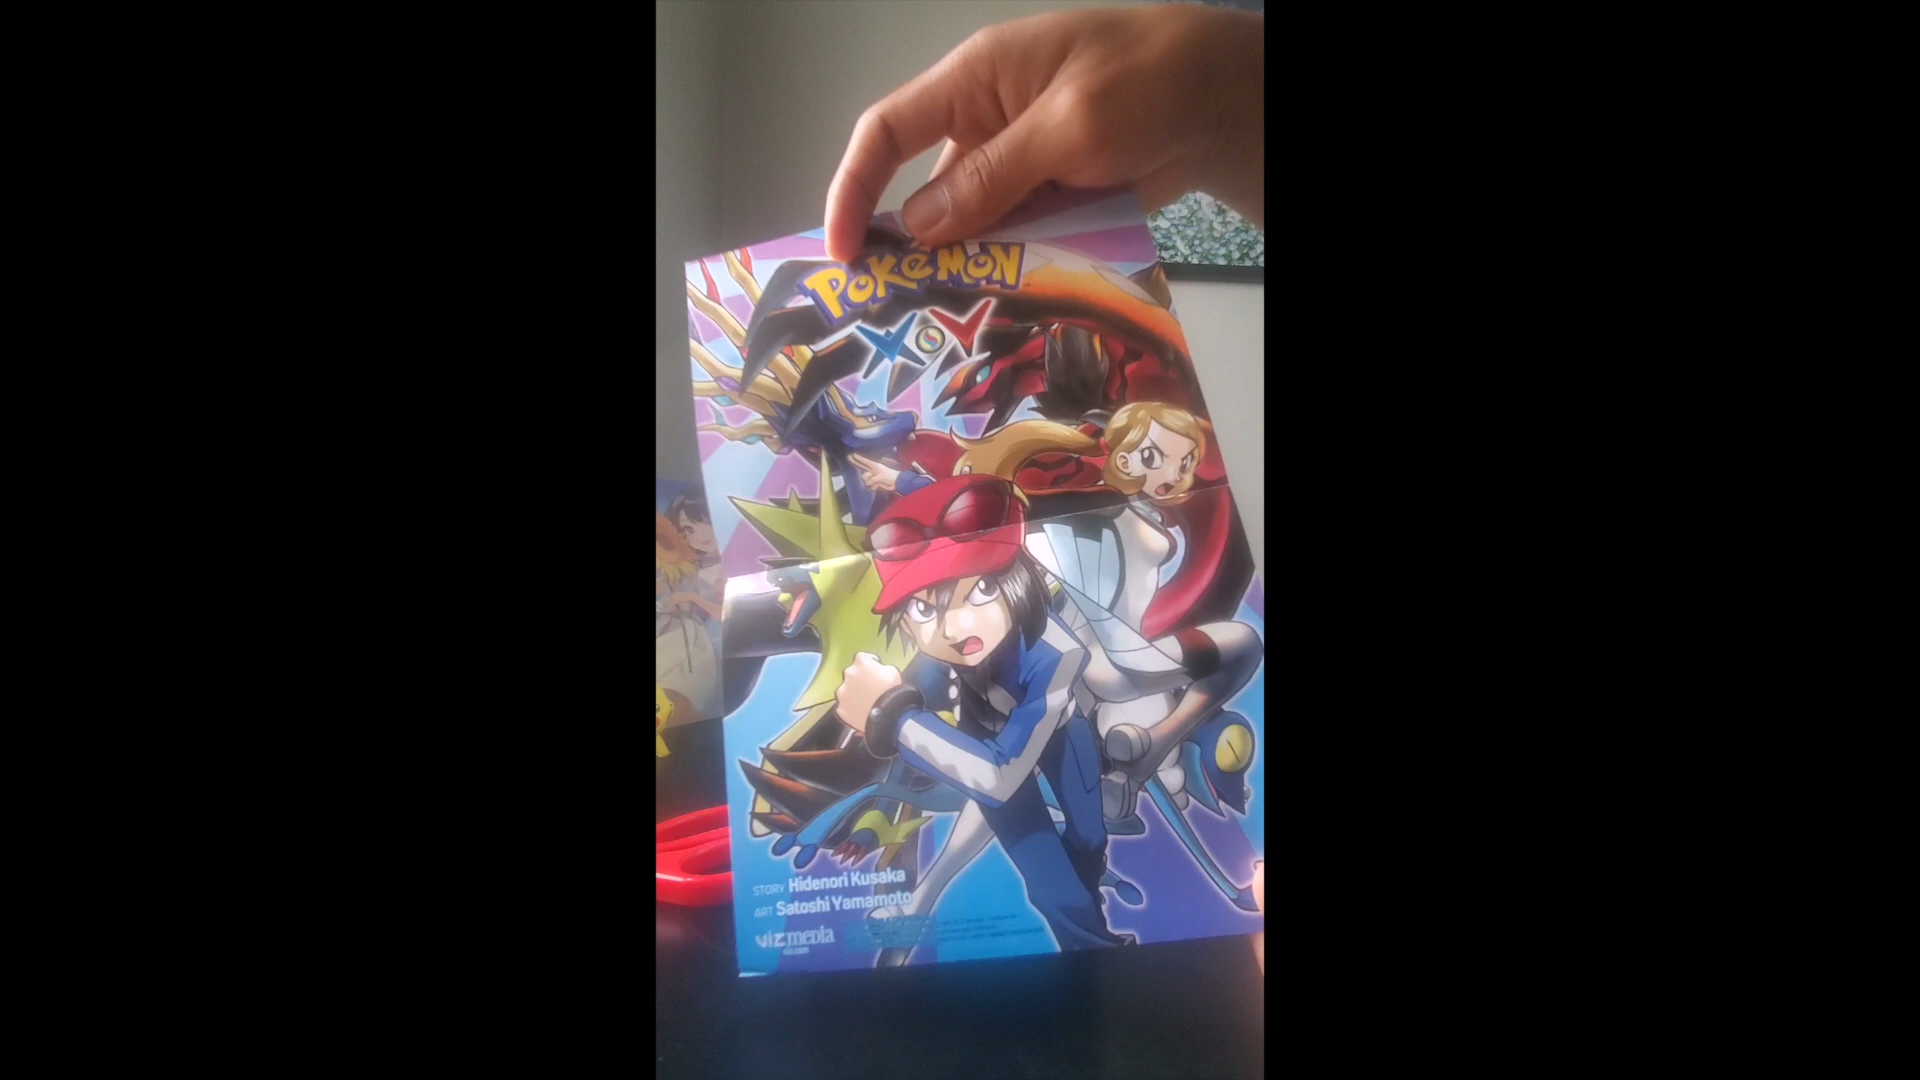 POKéMON
X•Y
STORY Hidenori Kusaka
ART Satoshi Yamamoto
viz media